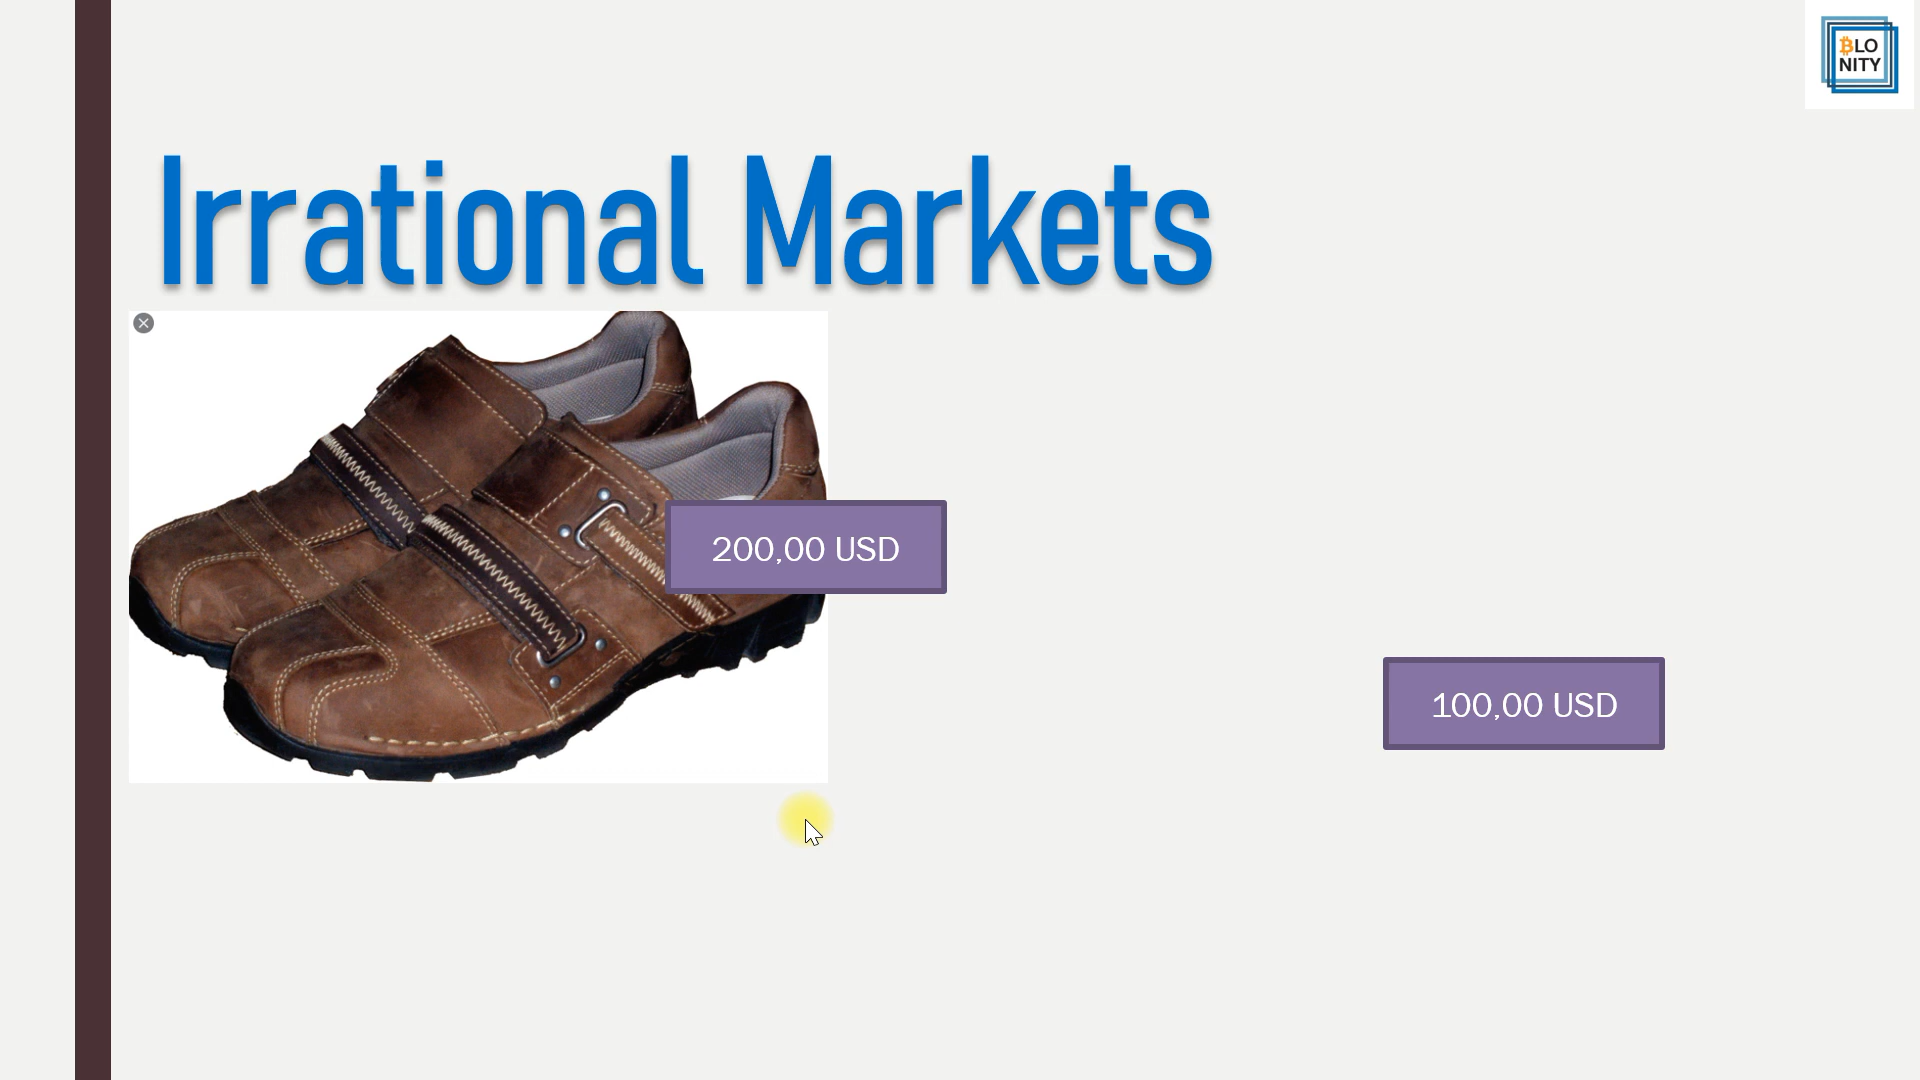 BLO
NITY
Irrational Markets
200,00 USD
100,00 USD